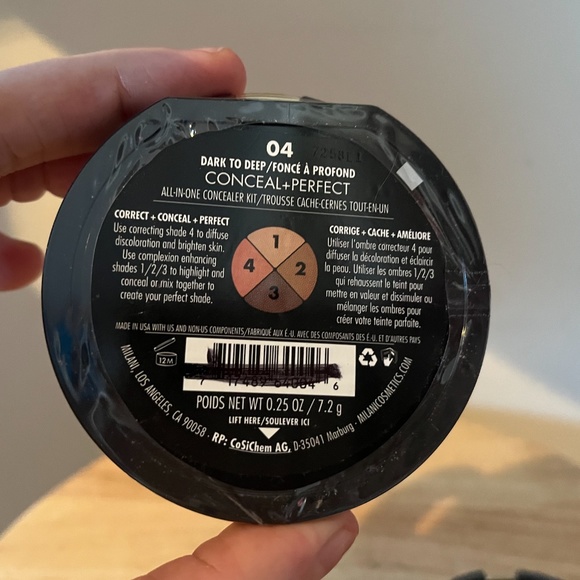 04
DARK TO DEEP/FONCÉ À PROFOND
CONCEAL+PERFECT
ALL-IN-ONE CONCEALER KIT/TROUSSE CACHE-CERNES TOUT-EN-UN
CORRECT + CONCEAL + PERFECT
Use correcting shade 4 to diffuse
discoloration and brighten skin.
Use complexion enhancing
shades 1/2/3 to highlight and
conceal or mix together to
create your perfect shade.
1
4 2
3
CORRIGE + CACHE + AMÉLIORE
Utiliser l'ombre correcteur 4 pour
diffuser la décoloration et éclaircir
la peau. Utiliser les ombres 1/2/3
qui rehaussent le teint pour
mettre en valeur et dissimuler ou
mélanger les ombres pour
créer votre teinte parfaite.
MADE IN USA WITH US AND NON-US COMPONENTS/FABRIQUÉ AUX É.-U. AVEC DES COMPOSANTS DES É.-U. ET D'AUTRES PAYS
12M
6
POIDS NET WT 0.25 OZ / 7.2 g
LIFT HERE/SOULEVER ICI
MILANI, LOS ANGELES, CA 90058 · RP: CoSiChem AG, D-35041 Marburg · MILANICOSMETICS.COM